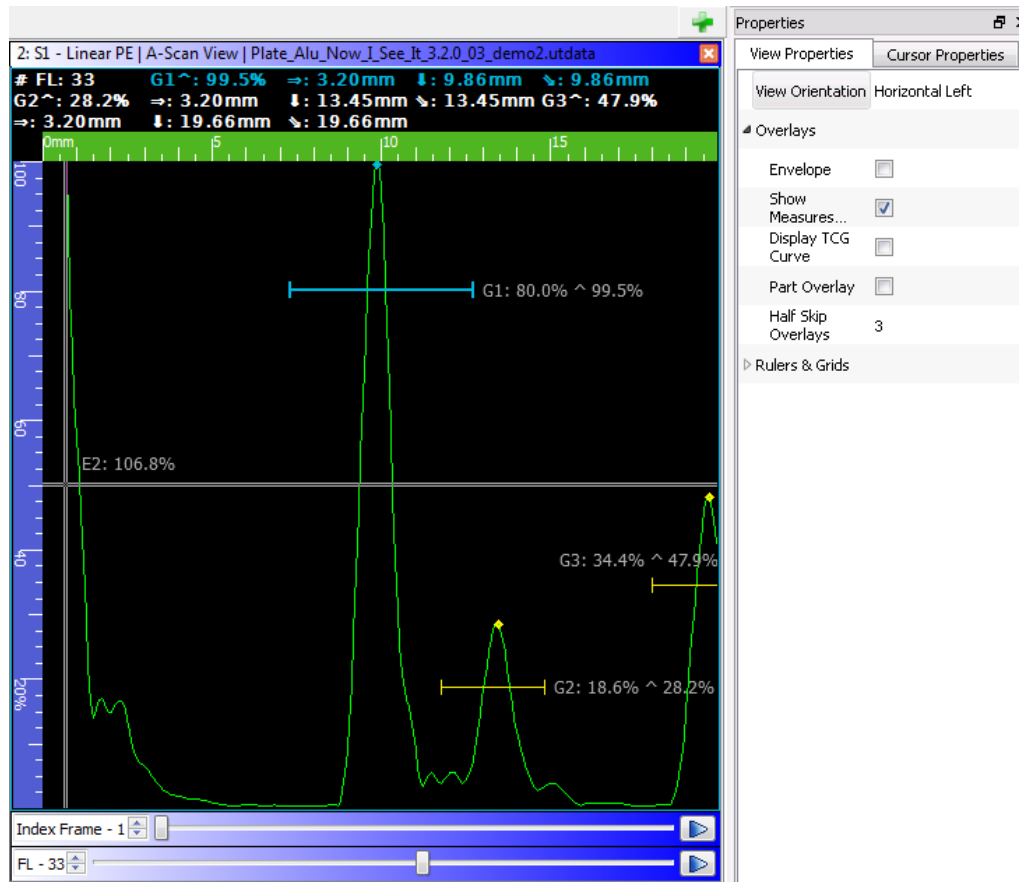 Properties
2: S1 - Linear PE | A-Scan View | Plate_Alu_Now_I_See_It_3.2.0_03_demo2.utdata
View Properties Cursor Properties
# FL: 33 G1^: 99.5% ⇒: 3.20mm ⬇: 9.86mm ⇘: 9.86mm
G2^: 28.2% ⇒: 3.20mm ⬇: 13.45mm ⇘: 13.45mm G3^: 47.9%
⇒: 3.20mm ⬇: 19.66mm ⇘: 19.66mm
View Orientation Horizontal Left
Overlays
Envelope
Show
Measures...
Display TCG
Curve
Part Overlay
Half Skip
Overlays
3
Rulers & Grids
0mm 5 10 15
100
80
60
40
20%
G1: 80.0% ^ 99.5%
E2: 106.8%
G3: 34.4% ^ 47.9%
G2: 18.6% ^ 28.2%
Index Frame - 1
FL - 33